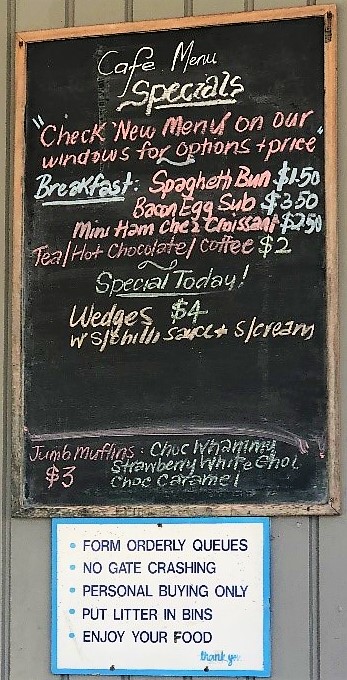 Cafe Menu
Specials
"Check 'New Menu' on our
windows for options + price"
Breakfast: Spaghetti Bun $1.50
Bacon Egg Sub $3.50
Mini Ham Chez Croissant $2.50
Tea/Hot Chocolate/Coffee $2
Special Today!
Wedges $4
w S/chilli sauce + S/cream
Jumb Muffins: Choc Whammy
Strawberry White Choc
$3 Choc Caramel
• FORM ORDERLY QUEUES
• NO GATE CRASHING
• PERSONAL BUYING ONLY
• PUT LITTER IN BINS
• ENJOY YOUR FOOD
thank you